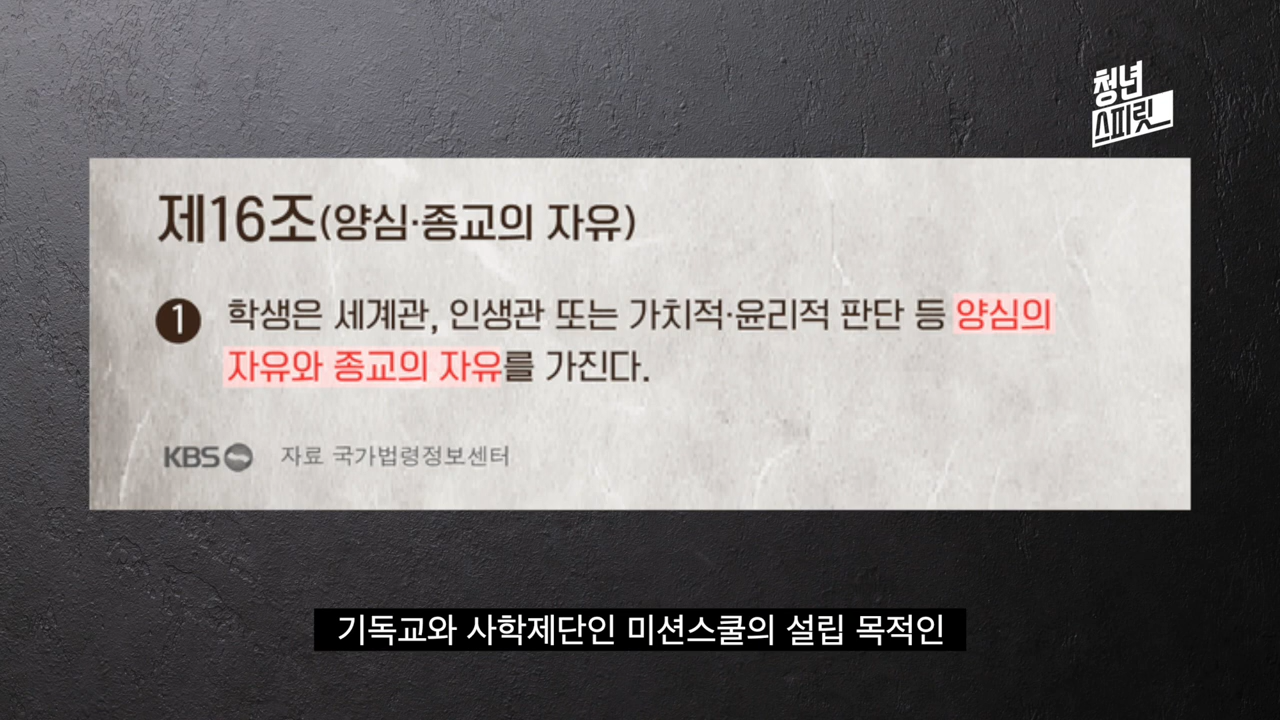 청년
스피릿
제16조(양심·종교의 자유)
1 학생은 세계관, 인생관 또는 가치적·윤리적 판단 등 양심의
자유와 종교의 자유를 가진다.
KBS 자료 국가법령정보센터
기독교와 사학제단인 미션스쿨의 설립 목적인